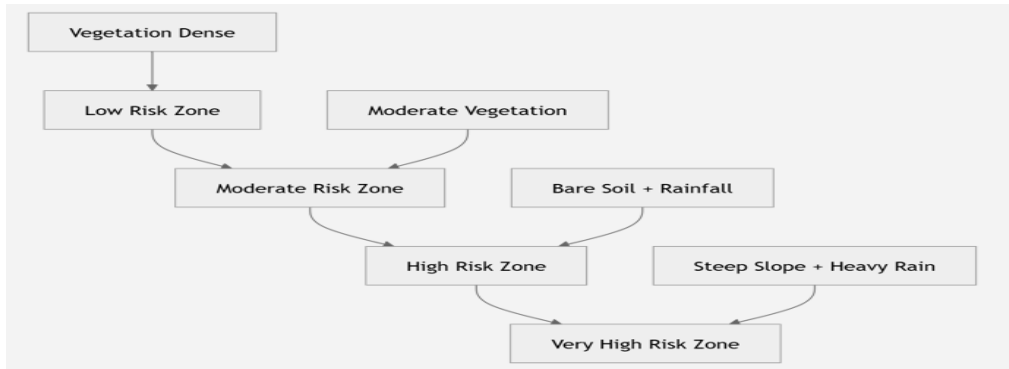 Vegetation Dense
Low Risk Zone
Moderate Vegetation
Moderate Risk Zone
Bare Soil + Rainfall
High Risk Zone
Steep Slope + Heavy Rain
Very High Risk Zone